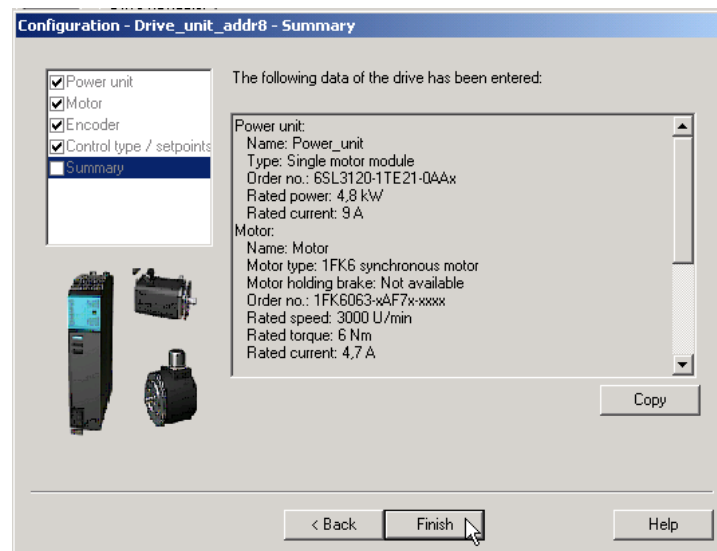 Configuration - Drive_unit_addr8 - Summary
Power unit
Motor
Encoder
Control type / setpoints
Summary
The following data of the drive has been entered:
Power unit:
Name: Power_unit
Type: Single motor module
Order no.: 6SL3120-1TE21-0AAx
Rated power: 4,8 kW
Rated current: 9 A
Motor:
Name: Motor
Motor type: 1FK6 synchronous motor
Motor holding brake: Not available
Order no.: 1FK6063-xAF7x-xxxx
Rated speed: 3000 U/min
Rated torque: 6 Nm
Rated current: 4,7 A
Copy
< Back
Finish
Help